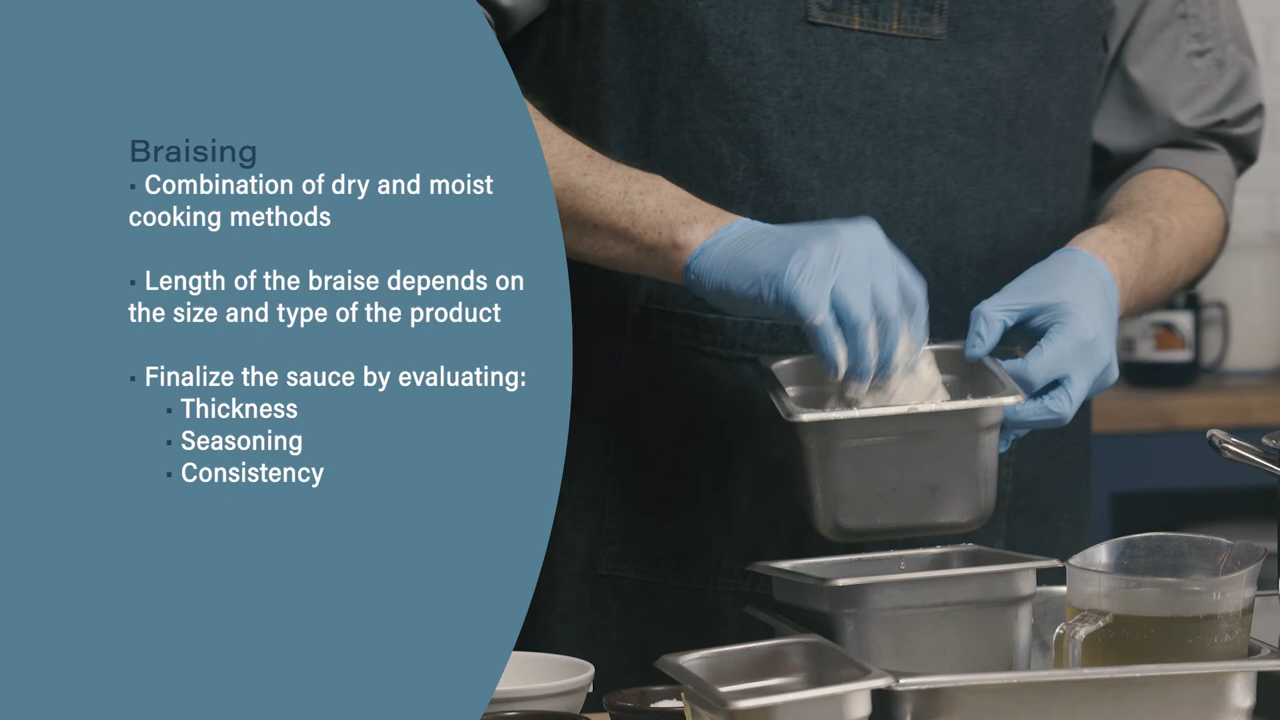 Braising
▪ Combination of dry and moist
cooking methods
▪ Length of the braise depends on
the size and type of the product
▪ Finalize the sauce by evaluating:
▪ Thickness
▪ Seasoning
▪ Consistency